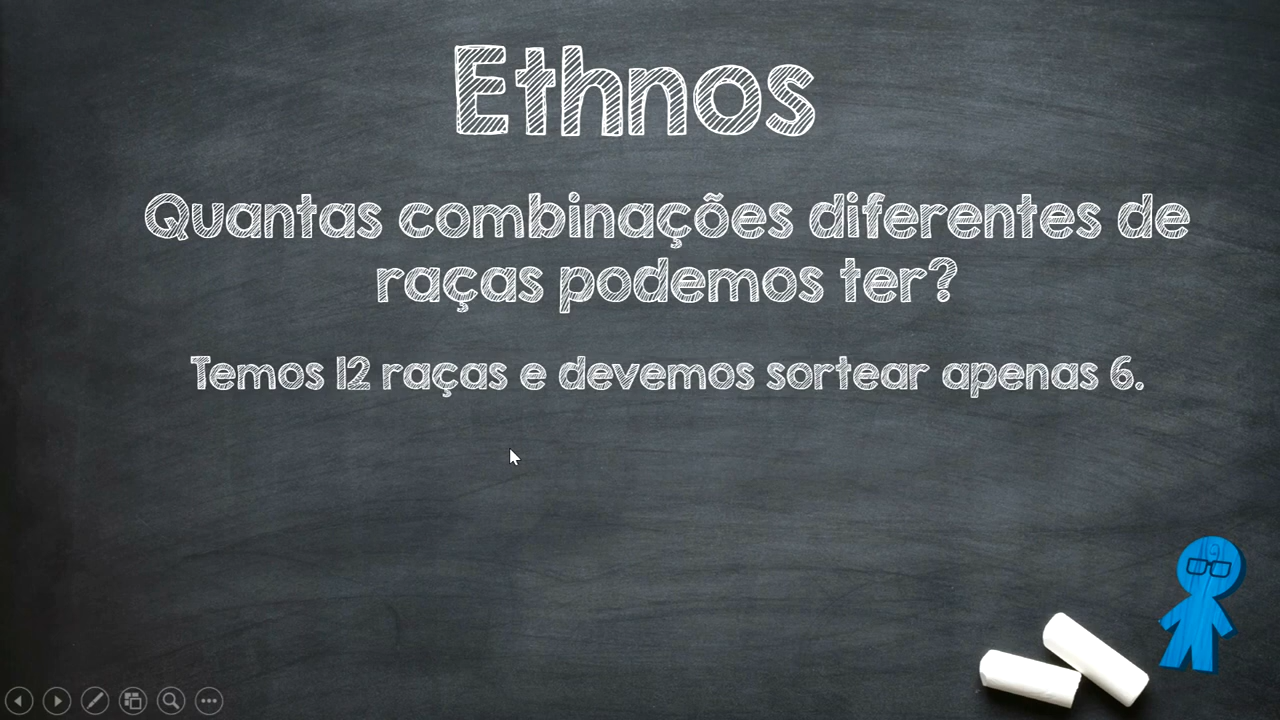 Ethnos
Quantas combinações diferentes de
raças podemos ter?
Temos 12 raças e devemos sortear apenas 6.